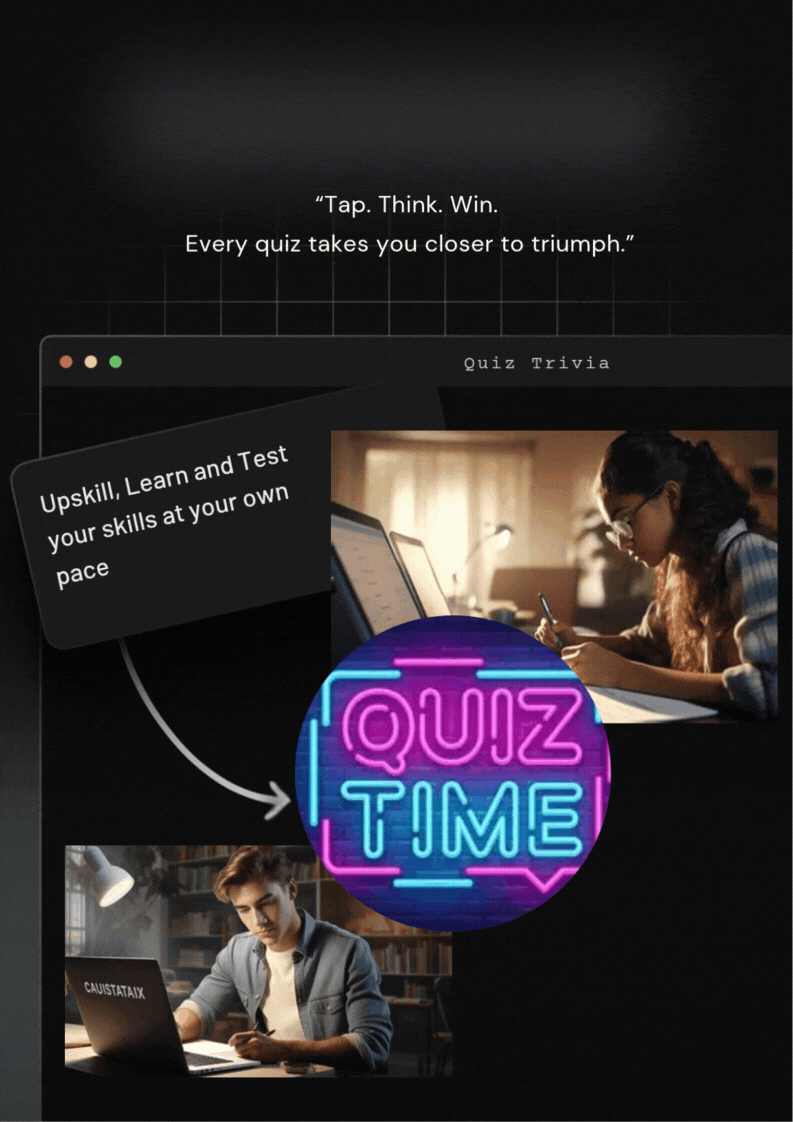 “Tap. Think. Win.
Every quiz takes you closer to triumph.”
Quiz Trivia
Upskill, Learn and Test
your skills at your own
pace
QUIZ
TIME
CAUISTATAIX